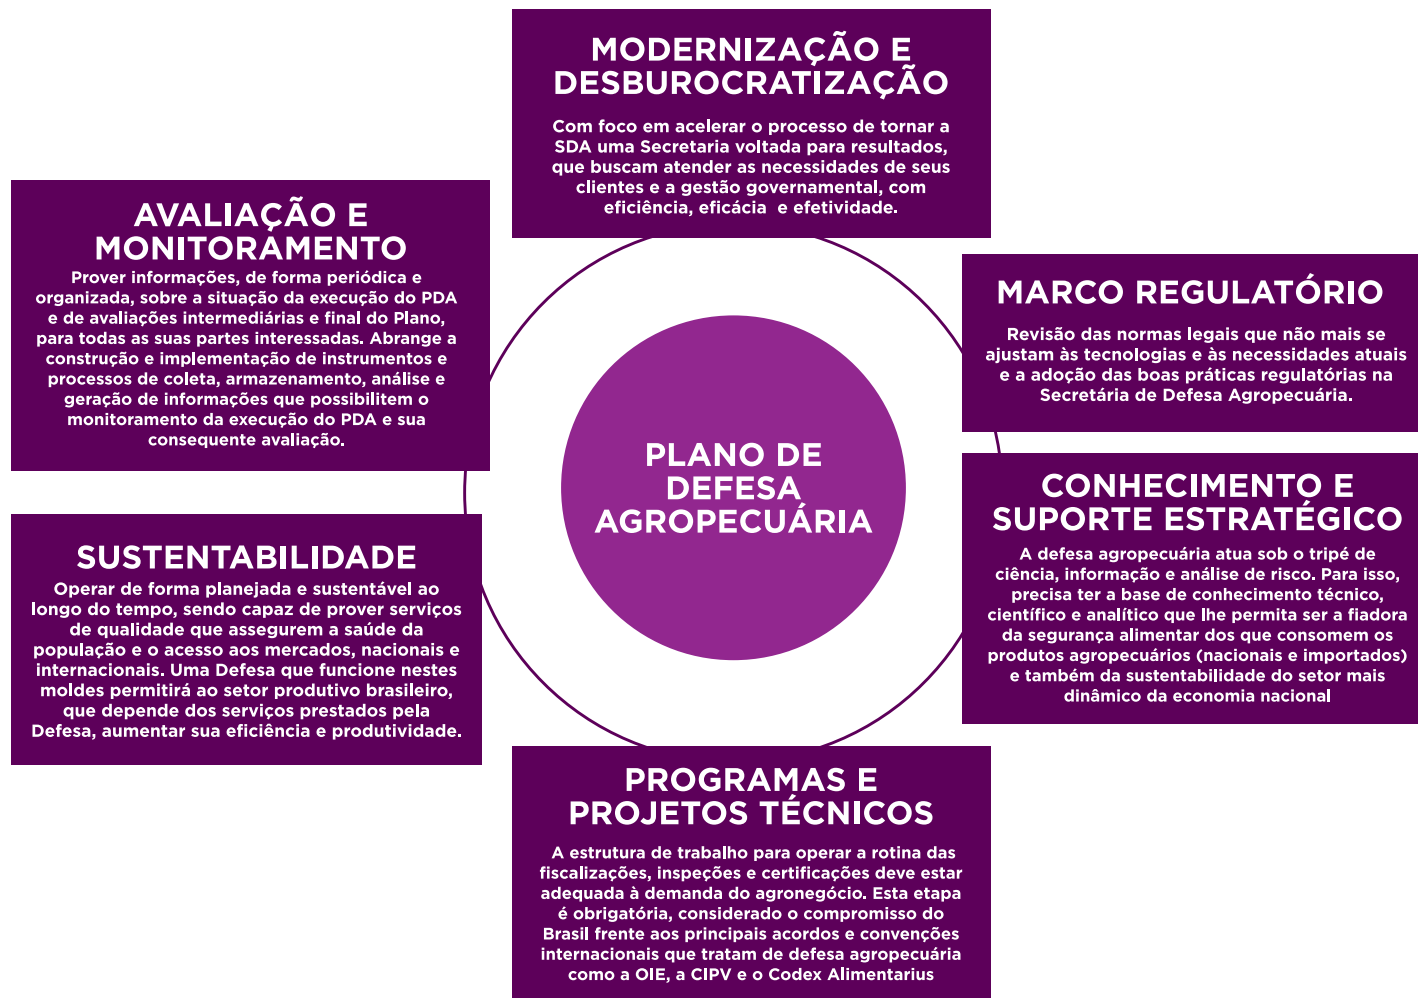 MODERNIZAÇÃO E
DESBUROCRATIZAÇÃO
Com foco em acelerar o processo de tornar a
SDA uma Secretaria voltada para resultados,
que buscam atender as necessidades de seus
clientes e a gestão governamental, com
eficiência, eficácia e efetividade.
AVALIAÇÃO E
MONITORAMENTO
Prover informações, de forma periódica e
organizada, sobre a situação da execução do PDA
e de avaliações intermediárias e final do Plano,
para todas as suas partes interessadas. Abrange a
construção e implementação de instrumentos e
processos de coleta, armazenamento, análise e
geração de informações que possibilitem o
monitoramento da execução do PDA e sua
consequente avaliação.
MARCO REGULATÓRIO
Revisão das normas legais que não mais se
ajustam às tecnologias e às necessidades atuais
e a adoção das boas práticas regulatórias na
Secretária de Defesa Agropecuária.
PLANO DE
DEFESA
AGROPECUÁRIA
CONHECIMENTO E
SUPORTE ESTRATÉGICO
A defesa agropecuária atua sob o tripé de
ciência, informação e análise de risco. Para isso,
precisa ter a base de conhecimento técnico,
científico e analítico que lhe permita ser a fiadora
da segurança alimentar dos que consomem os
produtos agropecuários (nacionais e importados)
e também da sustentabilidade do setor mais
dinâmico da economia nacional
SUSTENTABILIDADE
Operar de forma planejada e sustentável ao
longo do tempo, sendo capaz de prover serviços
de qualidade que assegurem a saúde da
população e o acesso aos mercados, nacionais e
internacionais. Uma Defesa que funcione nestes
moldes permitirá ao setor produtivo brasileiro,
que depende dos serviços prestados pela
Defesa, aumentar sua eficiência e produtividade.
PROGRAMAS E
PROJETOS TÉCNICOS
A estrutura de trabalho para operar a rotina das
fiscalizações, inspeções e certificações deve estar
adequada à demanda do agronegócio. Esta etapa
é obrigatória, considerado o compromisso do
Brasil frente aos principais acordos e convenções
internacionais que tratam de defesa agropecuária
como a OIE, a CIPV e o Codex Alimentarius